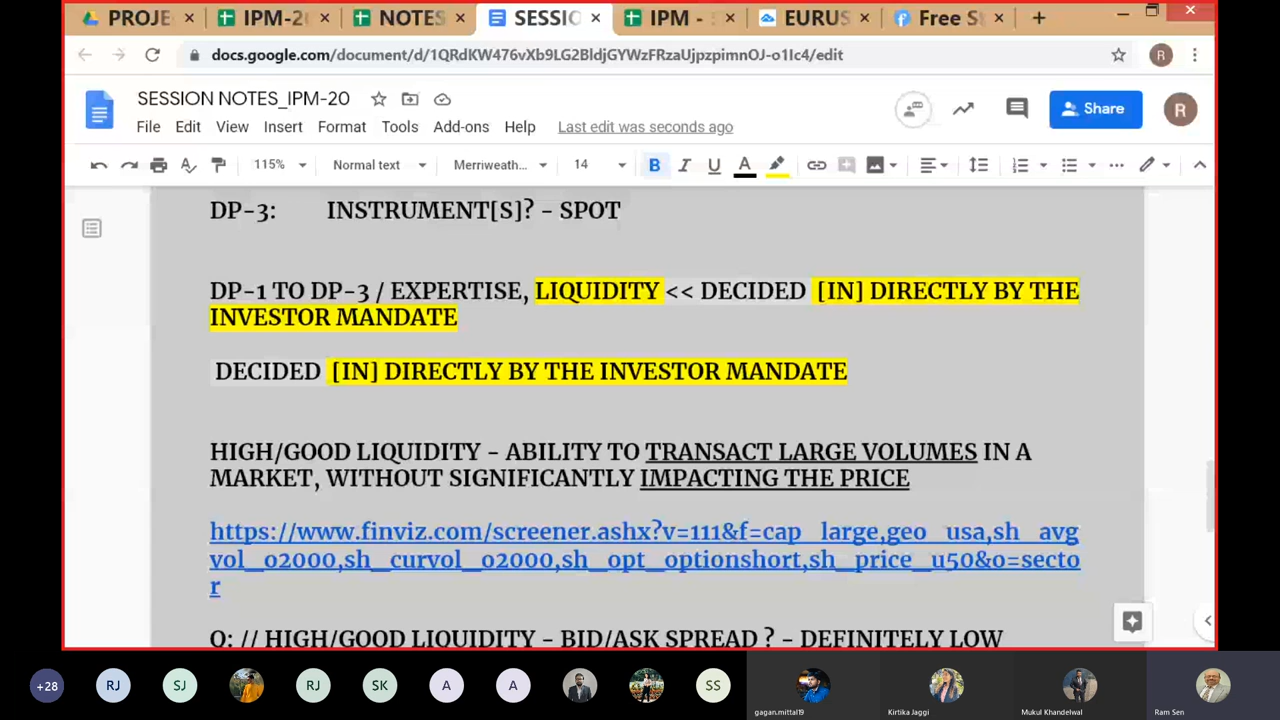 PROJE
IPM-20
NOTES
SESSIO
IPM -
EURUS
Free S
docs.google.com/document/d/1QRdKW476vXb9LG2BldjGYWzFRzaUjpzpimnOJ-o1Ic4/edit
R
SESSION NOTES_IPM-20
Share
R
File Edit View Insert Format Tools Add-ons Help Last edit was seconds ago
115% Normal text Merriweath... 14 B I U A
DP-3: INSTRUMENT[S]? - SPOT
DP-1 TO DP-3 / EXPERTISE, LIQUIDITY << DECIDED [IN] DIRECTLY BY THE
INVESTOR MANDATE
DECIDED [IN] DIRECTLY BY THE INVESTOR MANDATE
HIGH/GOOD LIQUIDITY - ABILITY TO TRANSACT LARGE VOLUMES IN A
MARKET, WITHOUT SIGNIFICANTLY IMPACTING THE PRICE
https://www.finviz.com/screener.ashx?v=111&f=cap_large,geo_usa,sh_avg
vol_o2000,sh_curvol_o2000,sh_opt_optionshort,sh_price_u50&o=secto
r
Q: // HIGH/GOOD LIQUIDITY - BID/ASK SPREAD ? - DEFINITELY LOW
+28 RJ SJ RJ SK A A SS
gagan.mittal19 Kirtika Jaggi Mukul Khandelwal Ram Sen